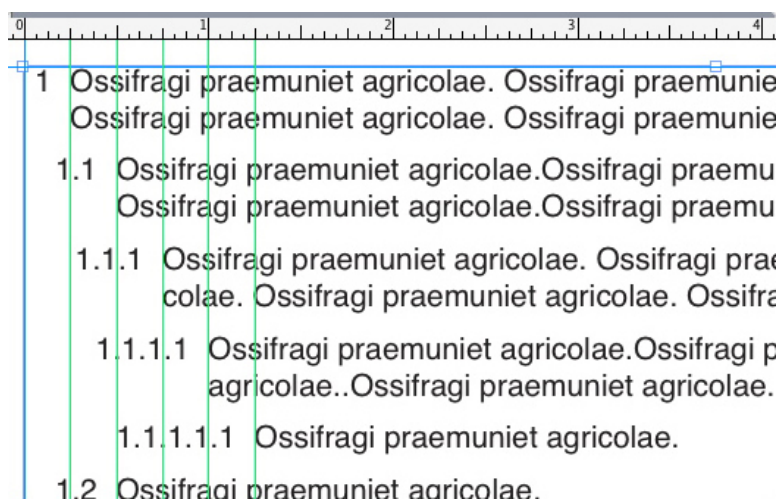 0 1 2 3 4
1 Ossifragi praemuniet agricolae. Ossifragi praemunie
Ossifragi praemuniet agricolae. Ossifragi praemunie
1.1 Ossifragi praemuniet agricolae.Ossifragi praemu
Ossifragi praemuniet agricolae.Ossifragi praemu
1.1.1 Ossifragi praemuniet agricolae. Ossifragi prae
colae. Ossifragi praemuniet agricolae. Ossifra
1.1.1.1 Ossifragi praemuniet agricolae.Ossifragi p
agricolae..Ossifragi praemuniet agricolae.
1.1.1.1.1 Ossifragi praemuniet agricolae.
1.2 Ossifragi praemuniet agricolae.